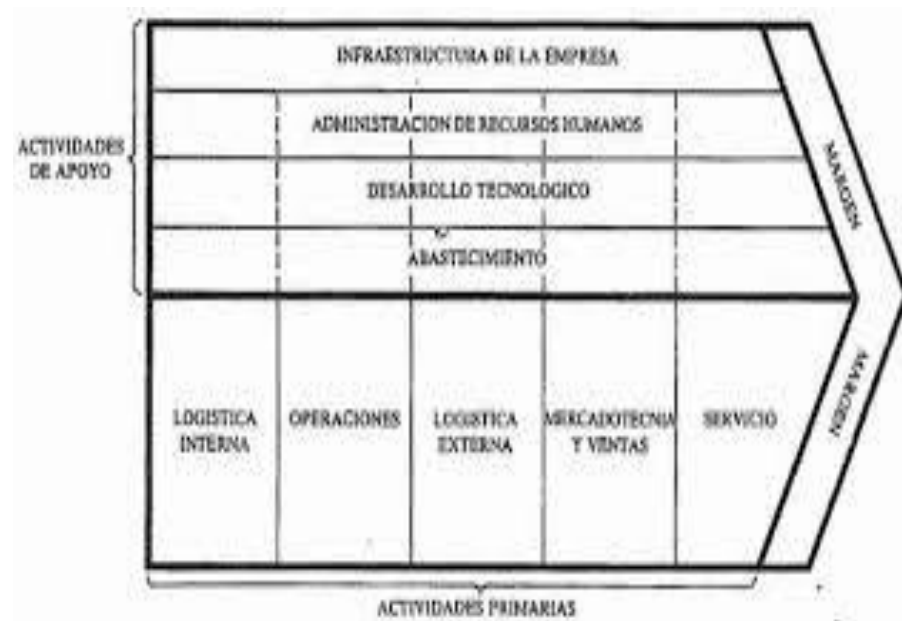 INFRAESTRUCTURA DE LA EMPRESA
ADMINISTRACION DE RECURSOS HUMANOS
ACTIVIDADES
DE APOYO
DESARROLLO TECNOLOGICO
ABASTECIMIENTO
MARGEN
MARGEN
LOGISTICA
INTERNA
OPERACIONES
LOGISTICA
EXTERNA
MERCADOTECNIA
Y VENTAS
SERVICIO
ACTIVIDADES PRIMARIAS